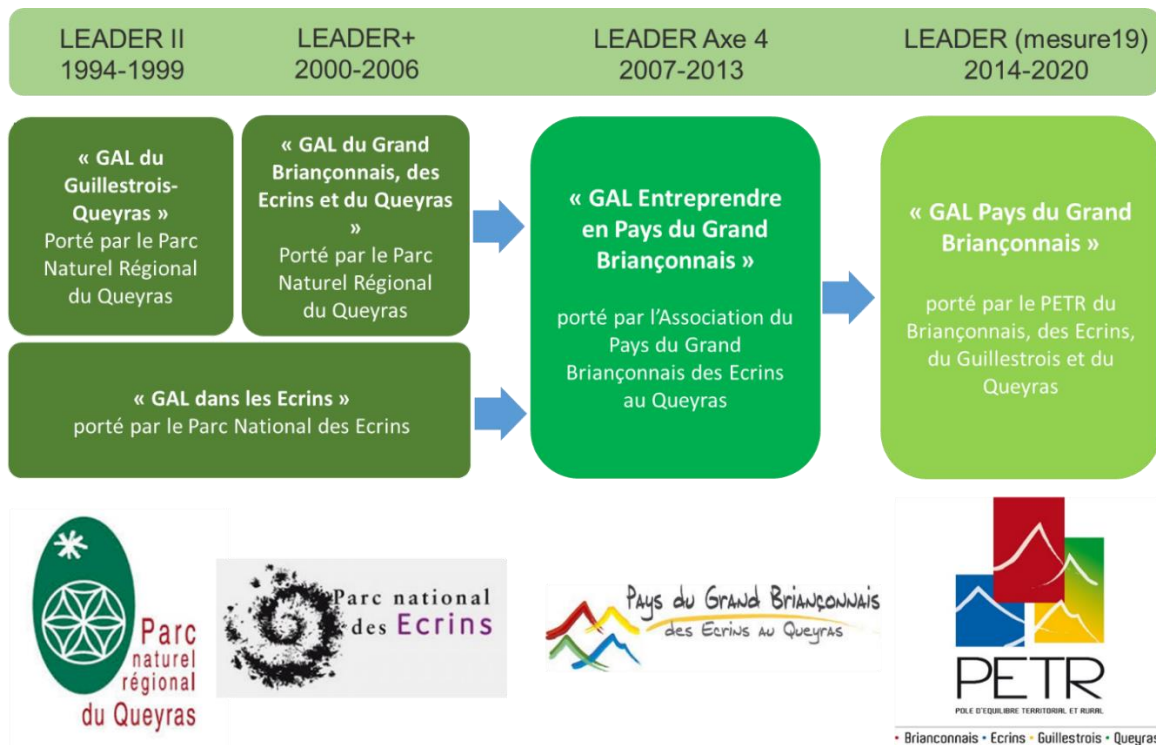 LEADER II
1994-1999
LEADER+
2000-2006
LEADER Axe 4
2007-2013
LEADER (mesure19)
2014-2020
« GAL du
Guillestrois-
Queyras »
Porté par le Parc
Naturel Régional
du Queyras
« GAL du Grand
Briançonnais, des
Ecrins et du Queyras
»
Porté par le Parc
Naturel Régional
du Queyras
« GAL dans les Ecrins »
porté par le Parc National des Ecrins
« GAL Entreprendre
en Pays du Grand
Briançonnais »
porté par l'Association du
Pays du Grand
Briançonnais des Ecrins
au Queyras
« GAL Pays du Grand
Briançonnais »
porté par le PETR du
Briançonnais, des Ecrins,
du Guillestrois et du
Queyras
Parc
naturel
régional
du Queyras
Parc national
des Ecrins
PAYS DU GRAND BRIANÇONNAIS
des Ecrins au Queyras
PETR
POLE D'EQUILIBRE TERRITORIAL ET RURAL
• Briançonnais • Ecrins • Guillestrois • Queyras